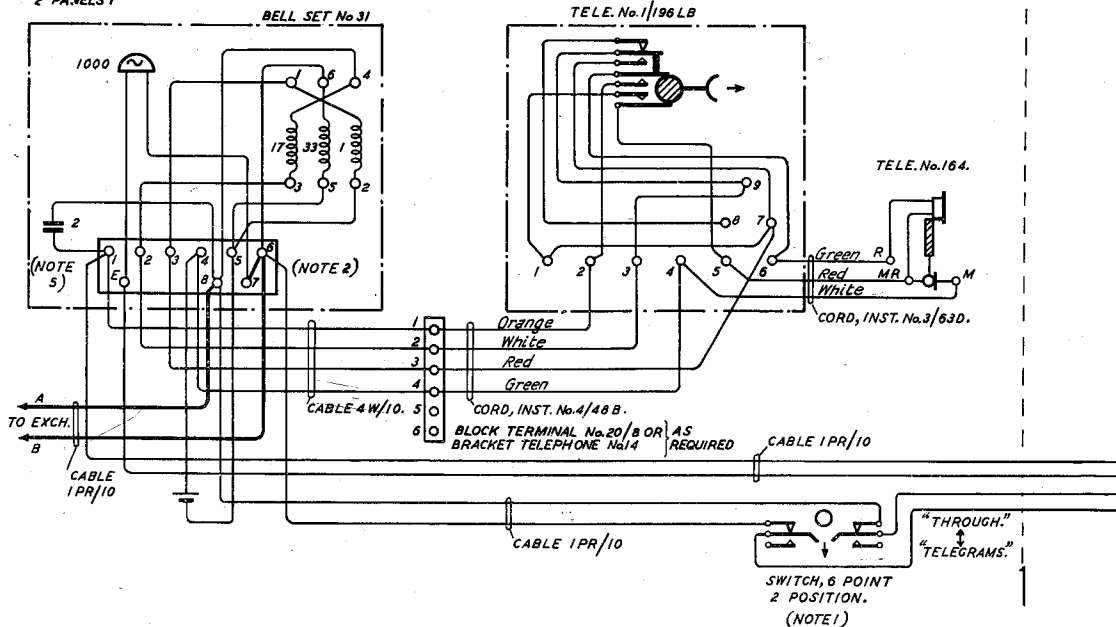 2 PANELS I
BELL SET No 31
TELE. No.1/196 LB
1000
1 6 4
17 33 1
3 5 2
2
(NOTE 5)
1 E 2 3 4 8 5 7 6
(NOTE 2)
9
8 7
1 2 3 4 5 6
TELE. No.164.
Green R
Red MR M
White
CORD, INST. No.3/63D.
1 Orange
2 White
3 Red
4 Green
5
6
CABLE 4W/10.
CORD, INST. No.4/46 B.
BLOCK TERMINAL No.20/8 OR
BRACKET TELEPHONE No14
AS
REQUIRED
A
TO EXCH.
B
CABLE
1PR/10
CABLE 1PR/10
CABLE 1PR/10
"THROUGH."
"TELEGRAMS."
SWITCH, 6 POINT
2 POSITION.
(NOTE 1)